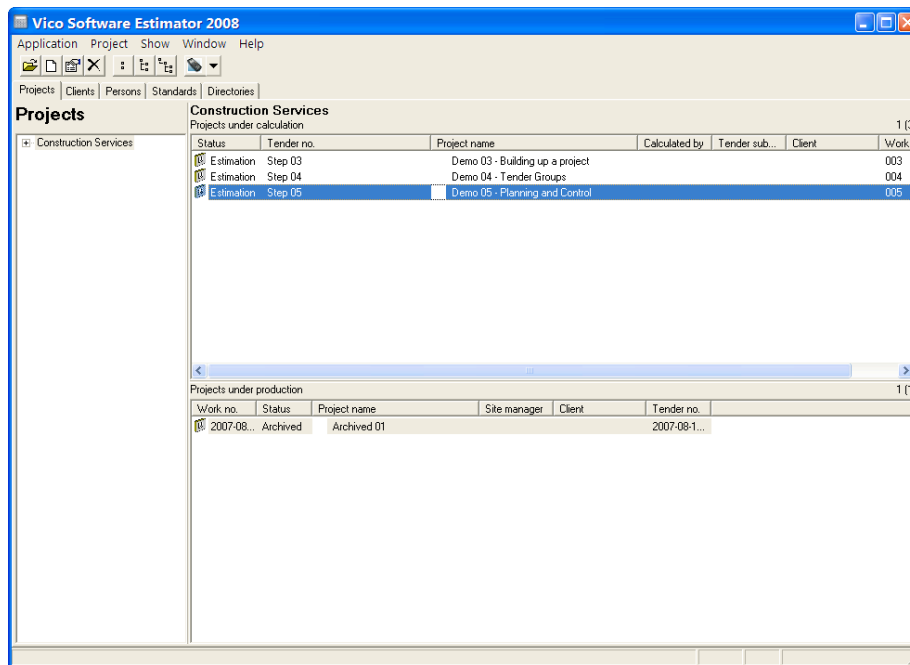 Vico Software Estimator 2008
Application Project Show Window Help
Projects Clients Persons Standards Directories
Projects
Construction Services
Construction Services
Projects under calculation
1 (3
Status Tender no. Project name Calculated by Tender sub... Client Work
Estimation Step 03 Demo 03 - Building up a project 003
Estimation Step 04 Demo 04 - Tender Groups 004
Estimation Step 05 Demo 05 - Planning and Control 005
Projects under production
1 (1
Work no. Status Project name Site manager Client Tender no.
2007-08... Archived Archived 01 2007-08-1...